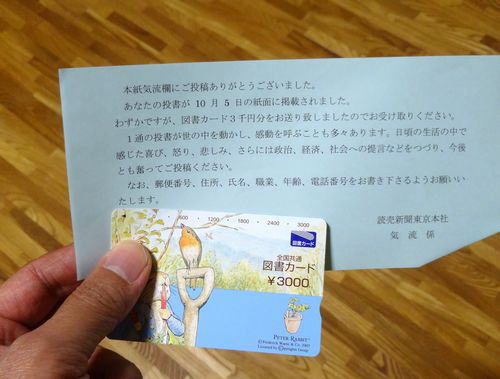 本紙気流欄にご投稿ありがとうございました。
あなたの投書が 10 月 5 日の紙面に掲載されました。
わずかですが、図書カード3千円分をお送り致しましたのでお受け取りください。
1通の投書が世の中を動かし、感動を呼ぶことも多々あります。日頃の生活の中で
感じた喜び、怒り、悲しみ、さらには政治、経済、社会への提言などをつづり、今後
とも奮ってご投稿ください。
なお、郵便番号、住所、氏名、職業、年齢、電話番号をお書き下さるようお願いい
たします。
読売新聞東京本社
気 流 係
600 1200 1800 2400 3000
図書カード
全国共通
図書カード
¥3000
PETER RABBIT™
© FREDERICK WARNE & CO. 2007
Licensed by ©opyrights Group